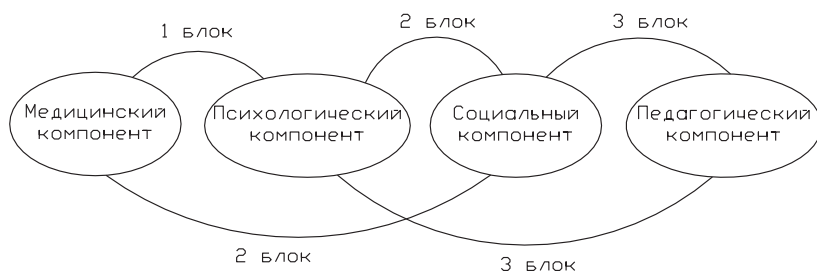 1 блок
2 блок
3 блок
Медицинский
компонент
Психологический
компонент
Социальный
компонент
Педагогический
компонент
2 блок
3 блок